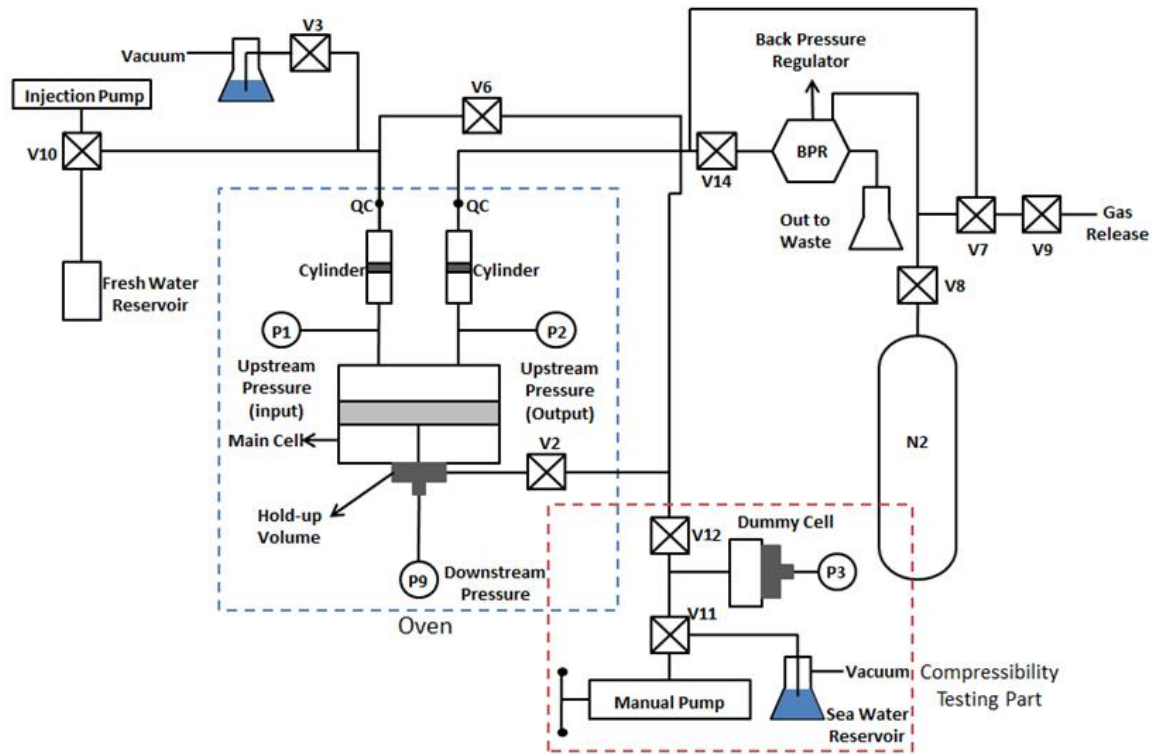 V3
Vacuum
Back Pressure
Regulator
Injection Pump
V6
V10
BPR
V14
QC
QC
Out to
Waste
V7
V9
Gas
Release
Cylinder
Cylinder
V8
Fresh Water
Reservoir
P1
P2
Upstream
Pressure
(input)
Upstream
Pressure
(Output)
Main Cell
V2
N2
Hold-up
Volume
V12
Dummy Cell
P9
Downstream
Pressure
P3
Oven
V11
Vacuum
Compressibility
Testing Part
Manual Pump
Sea Water
Reservoir